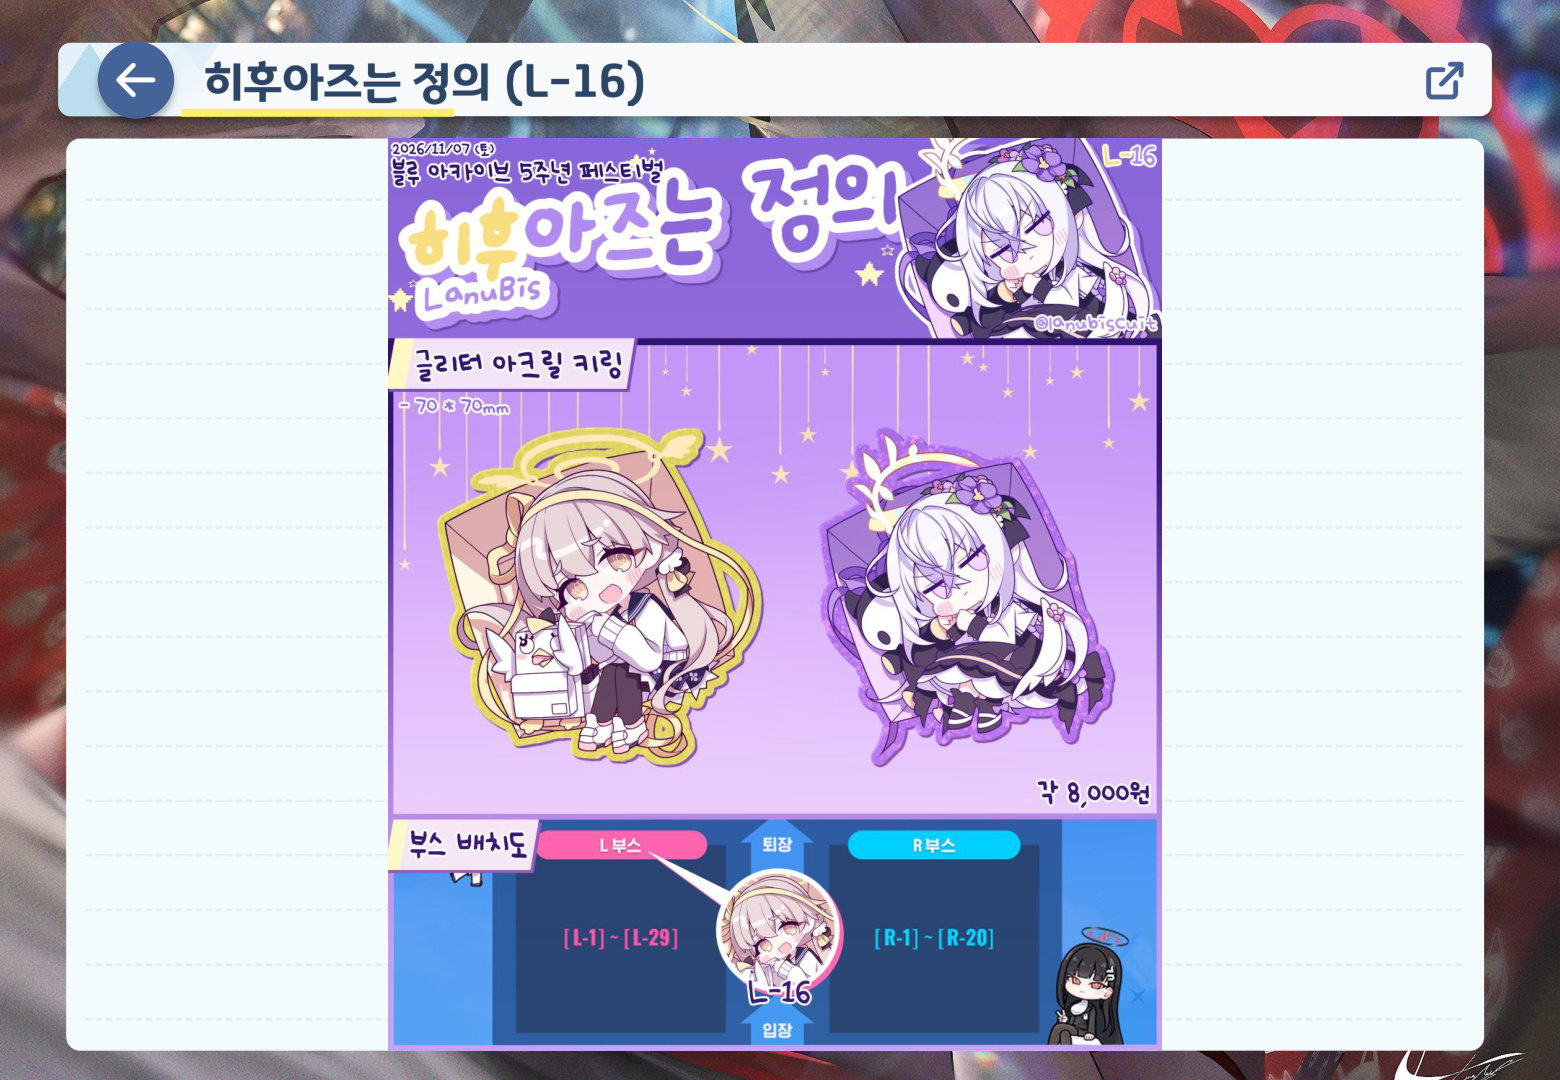 히후아즈는 정의 (L-16)
2026/11/07 (토)
블루 아카이브 5주년 페스티벌
히후아즈는 정의
LanuBis
L-16
@lanubiscuit
글리터 아크릴 키링
- 70 * 70mm
각 8,000원
부스 배치도
L 부스
퇴장
R 부스
[L-1] ~ [L-29]
[R-1] ~ [R-20]
L-16
입장